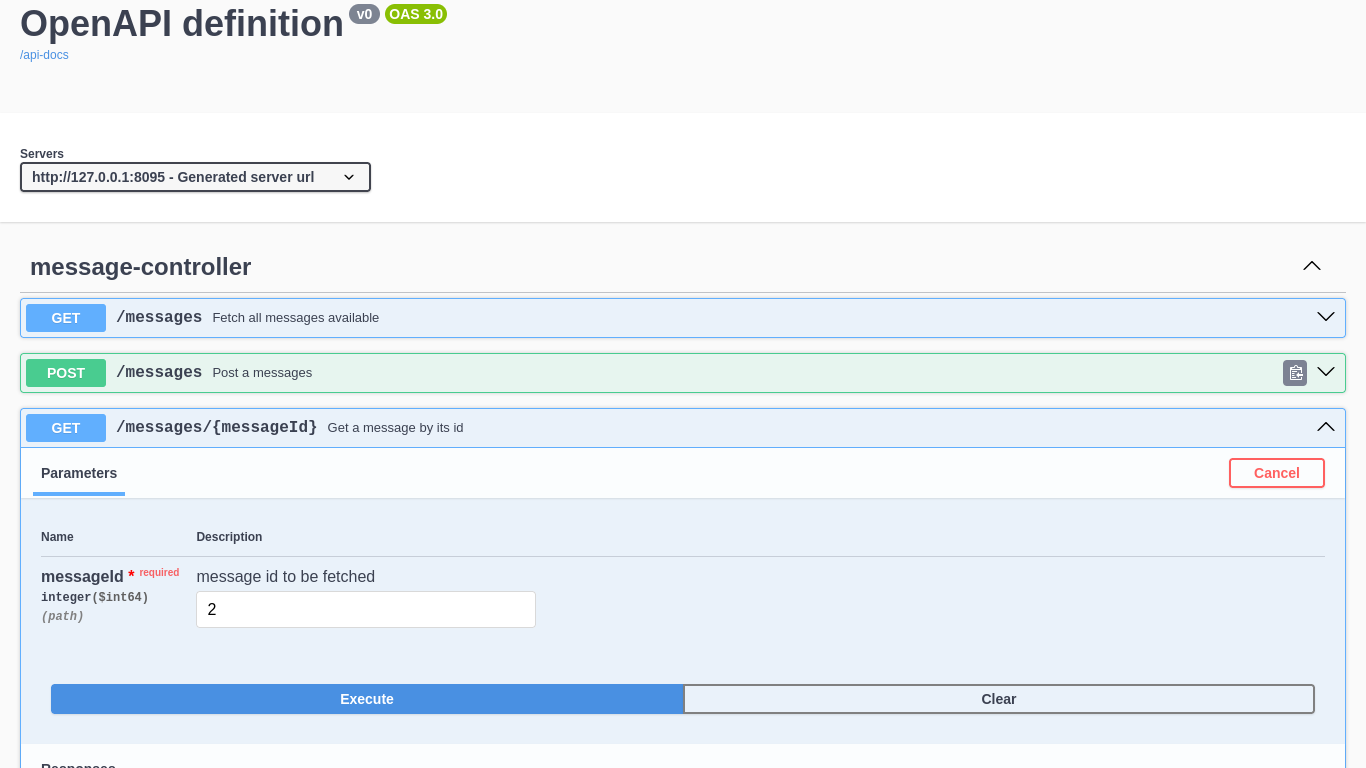 OpenAPI definition v0 OAS 3.0
/api-docs
Servers
http://127.0.0.1:8095 - Generated server url
message-controller
GET /messages Fetch all messages available
POST /messages Post a messages
GET /messages/{messageId} Get a message by its id
Parameters Cancel
Name Description
messageId * required message id to be fetched
integer($int64)
(path)
2
Execute Clear
Responses